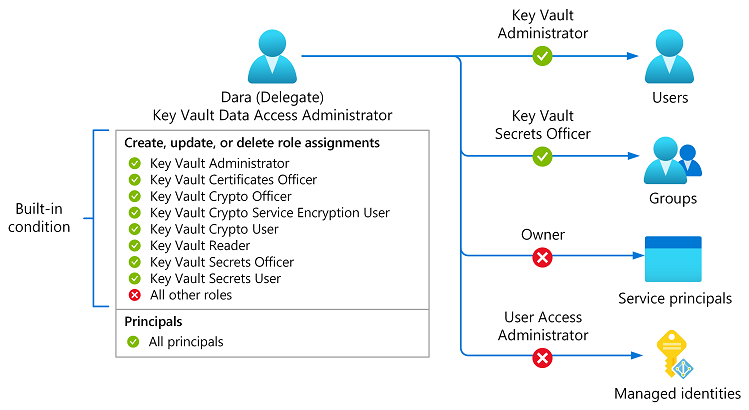 Key Vault
Administrator
Users
Dara (Delegate)
Key Vault Data Access Administrator
Built-in
condition
Create, update, or delete role assignments
Key Vault Administrator
Key Vault Certificates Officer
Key Vault Crypto Officer
Key Vault Crypto Service Encryption User
Key Vault Crypto User
Key Vault Reader
Key Vault Secrets Officer
Key Vault Secrets User
All other roles
Principals
All principals
Key Vault
Secrets Officer
Groups
Owner
Service principals
User Access
Administrator
Managed identities